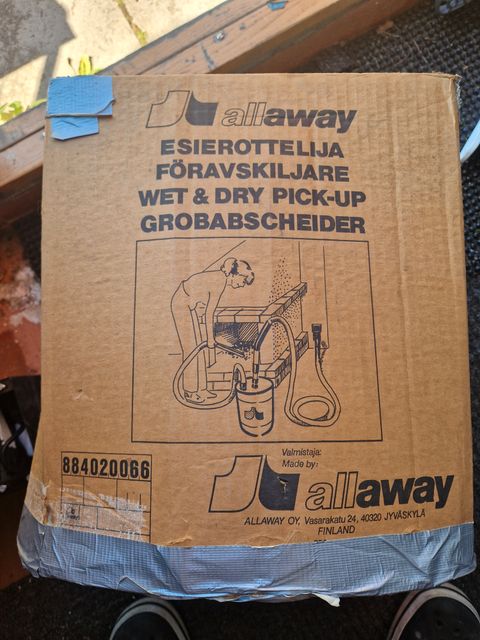 allaway
ESIEROTTELIJA
FÖRAVSKILJARE
WET & DRY PICK-UP
GROBABSCHEIDER
884020066
Valmistaja:
Made by:
allaway
ALLAWAY OY, Vasarakatu 24, 40320 JYVÄSKYLÄ
FINLAND